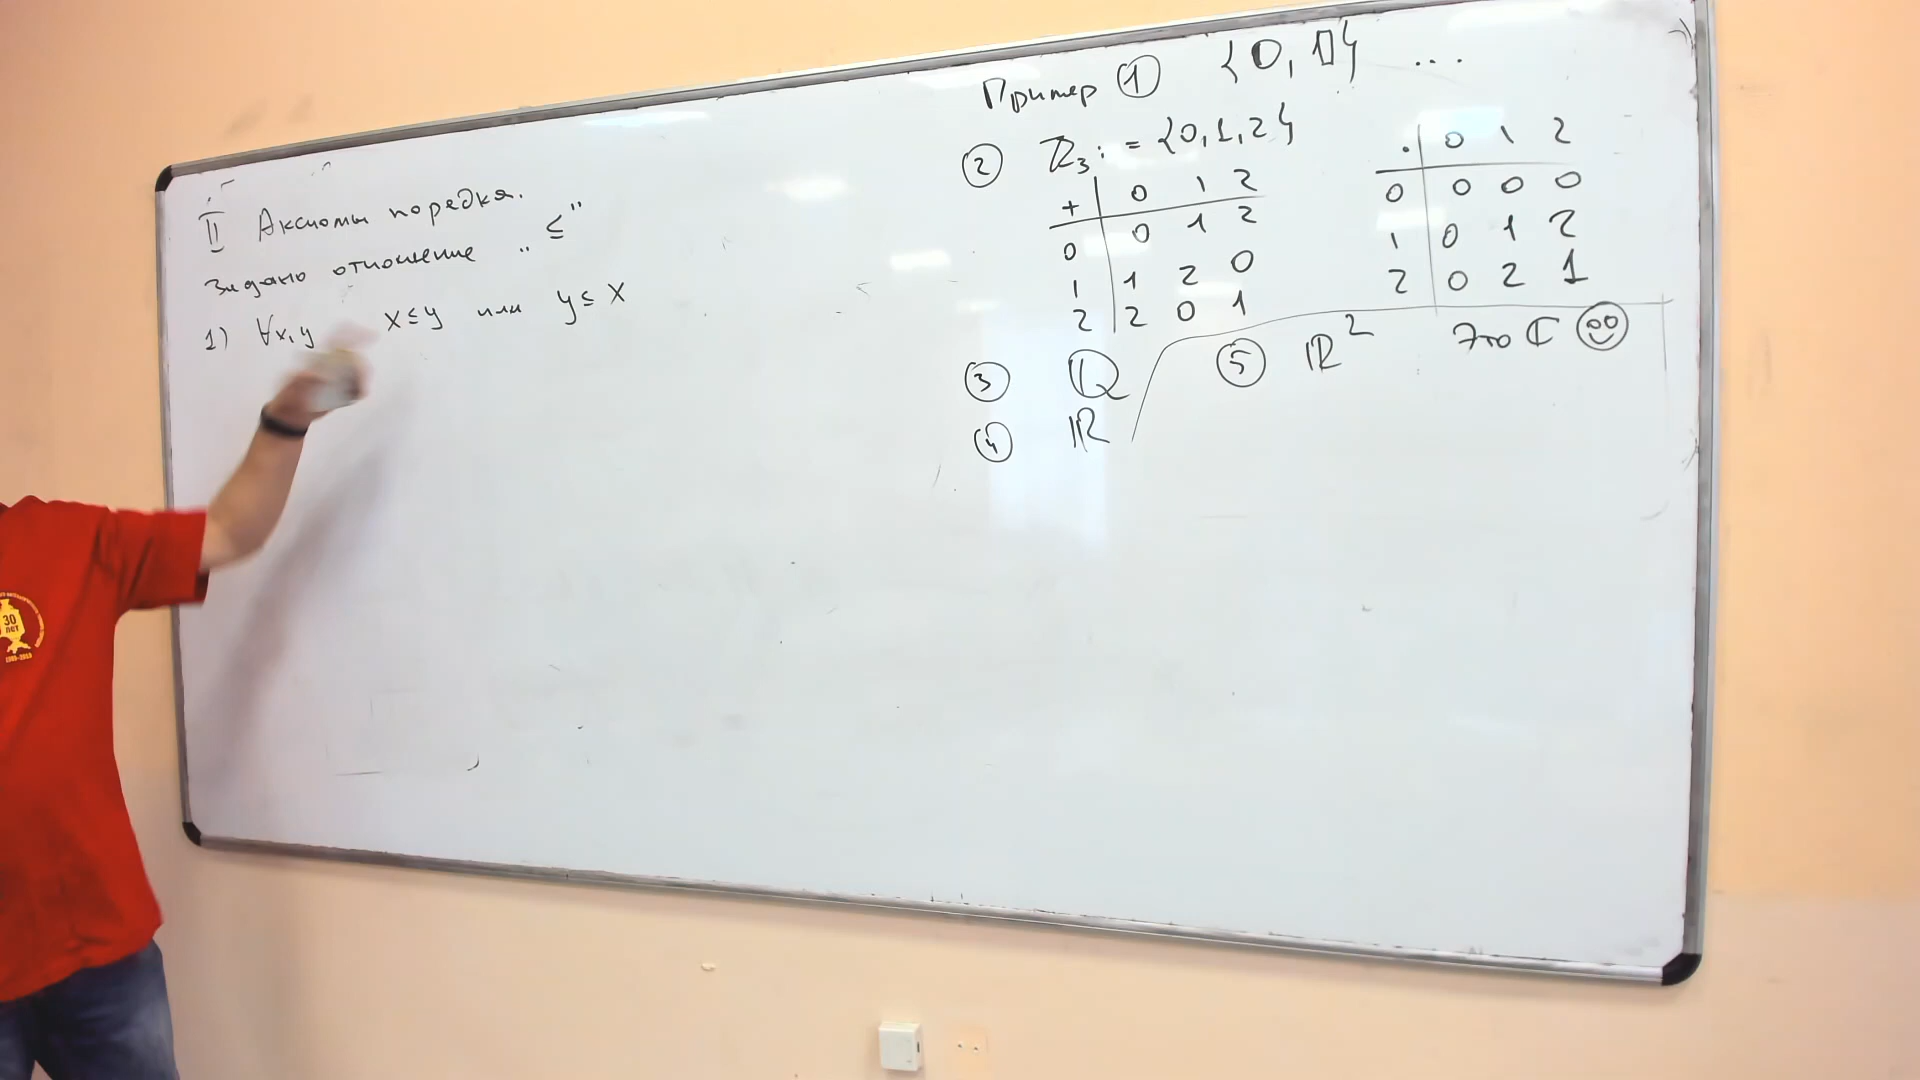 II Аксиомы порядка.
Задано отношение „ ≤ ”
1) ∀x, y x ≤ y или y ≤ x
Пример ① {0, 1} ...
② ℤ₃ := {0, 1, 2}
+ | 0 1 2
0 | 0 1 2
1 | 1 2 0
2 | 2 0 1
· | 0 1 2
0 | 0 0 0
1 | 0 1 2
2 | 0 2 1
③ ℚ
④ ℝ
⑤ ℝ² Это ℂ
30
лет